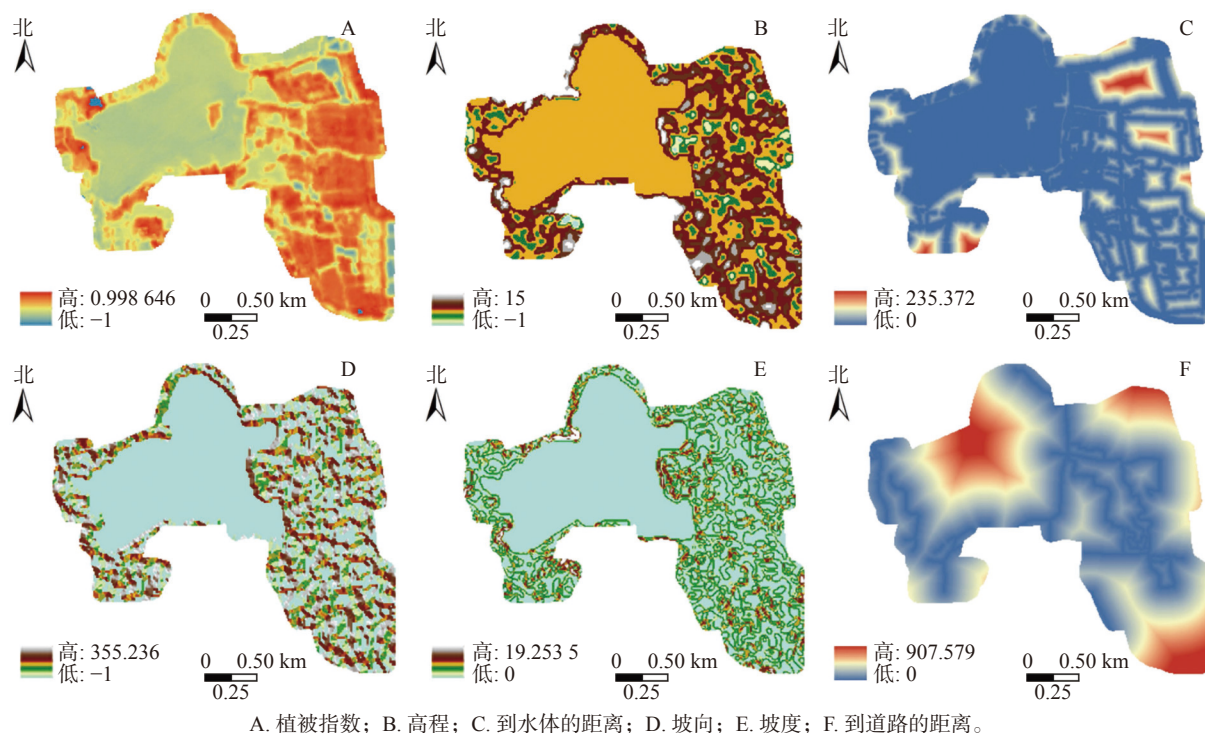 北 A
高: 0.998 646
低: −1
0 0.50 km
0.25
北 B
高: 15
低: −1
0 0.50 km
0.25
北 C
高: 235.372
低: 0
0 0.50 km
0.25
北 D
高: 355.236
低: −1
0 0.50 km
0.25
北 E
高: 19.253 5
低: 0
0 0.50 km
0.25
北 F
高: 907.579
低: 0
0 0.50 km
0.25
A. 植被指数；B. 高程；C. 到水体的距离；D. 坡向；E. 坡度；F. 到道路的距离。